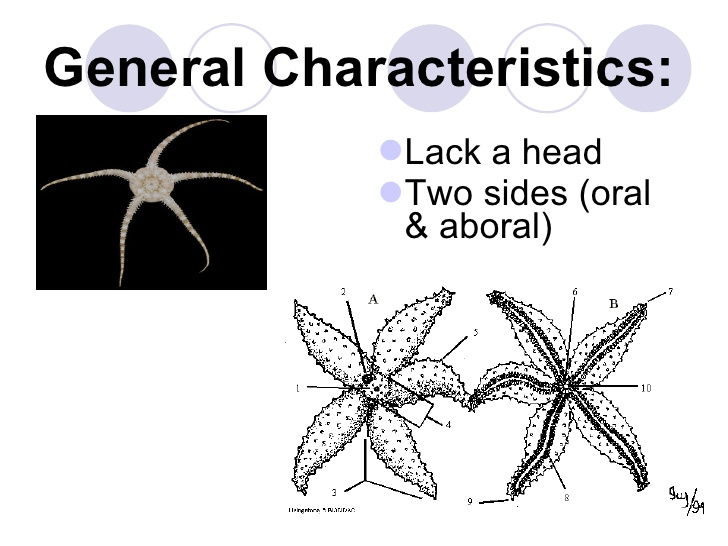 General Characteristics:
Lack a head
Two sides (oral
& aboral)
2
A
6
B
7
5
1
10
4
3
9
8